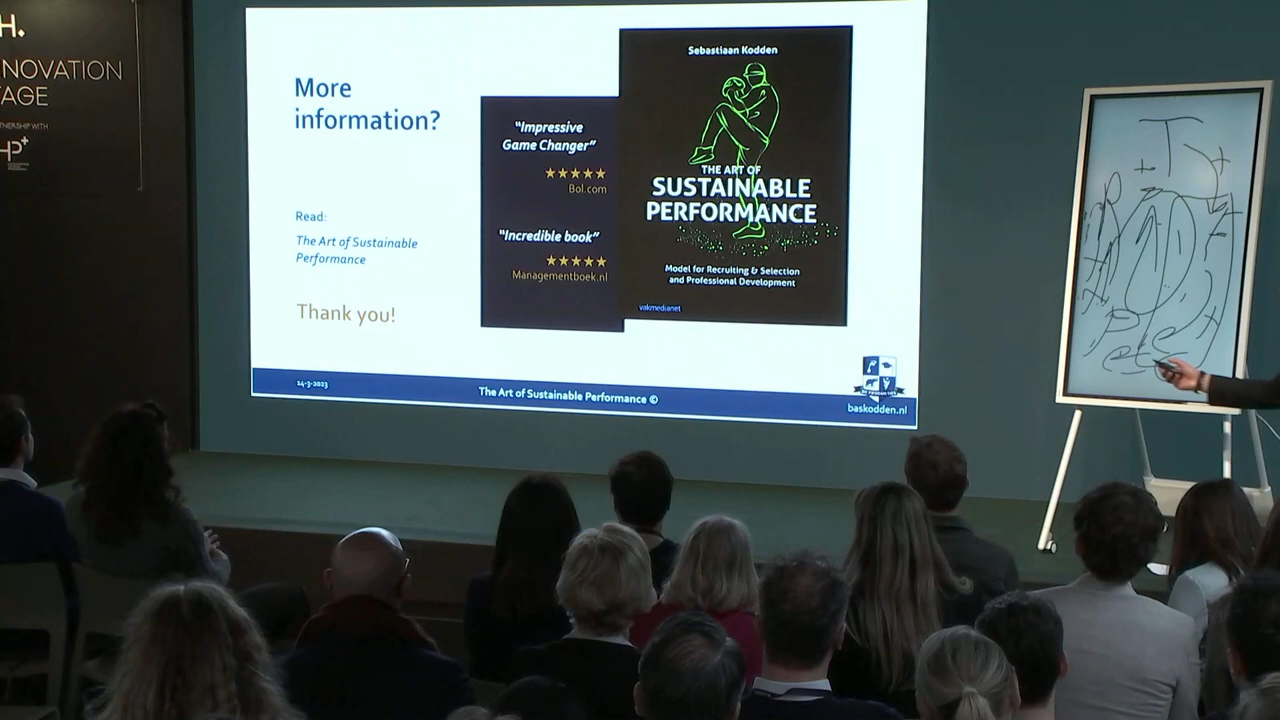 H.
NOVATION
AGE
TNERSHIP WITH
HP+
More
information?
Read:
The Art of Sustainable
Performance
Thank you!
"Impressive
Game Changer"
Bol.com
"Incredible book"
Managementboek.nl
Sebastiaan Kodden
THE ART OF
SUSTAINABLE
PERFORMANCE
Model for Recruiting & Selection
and Professional Development
vakmedianet
14-3-2023
The Art of Sustainable Performance ©
baskodden.nl